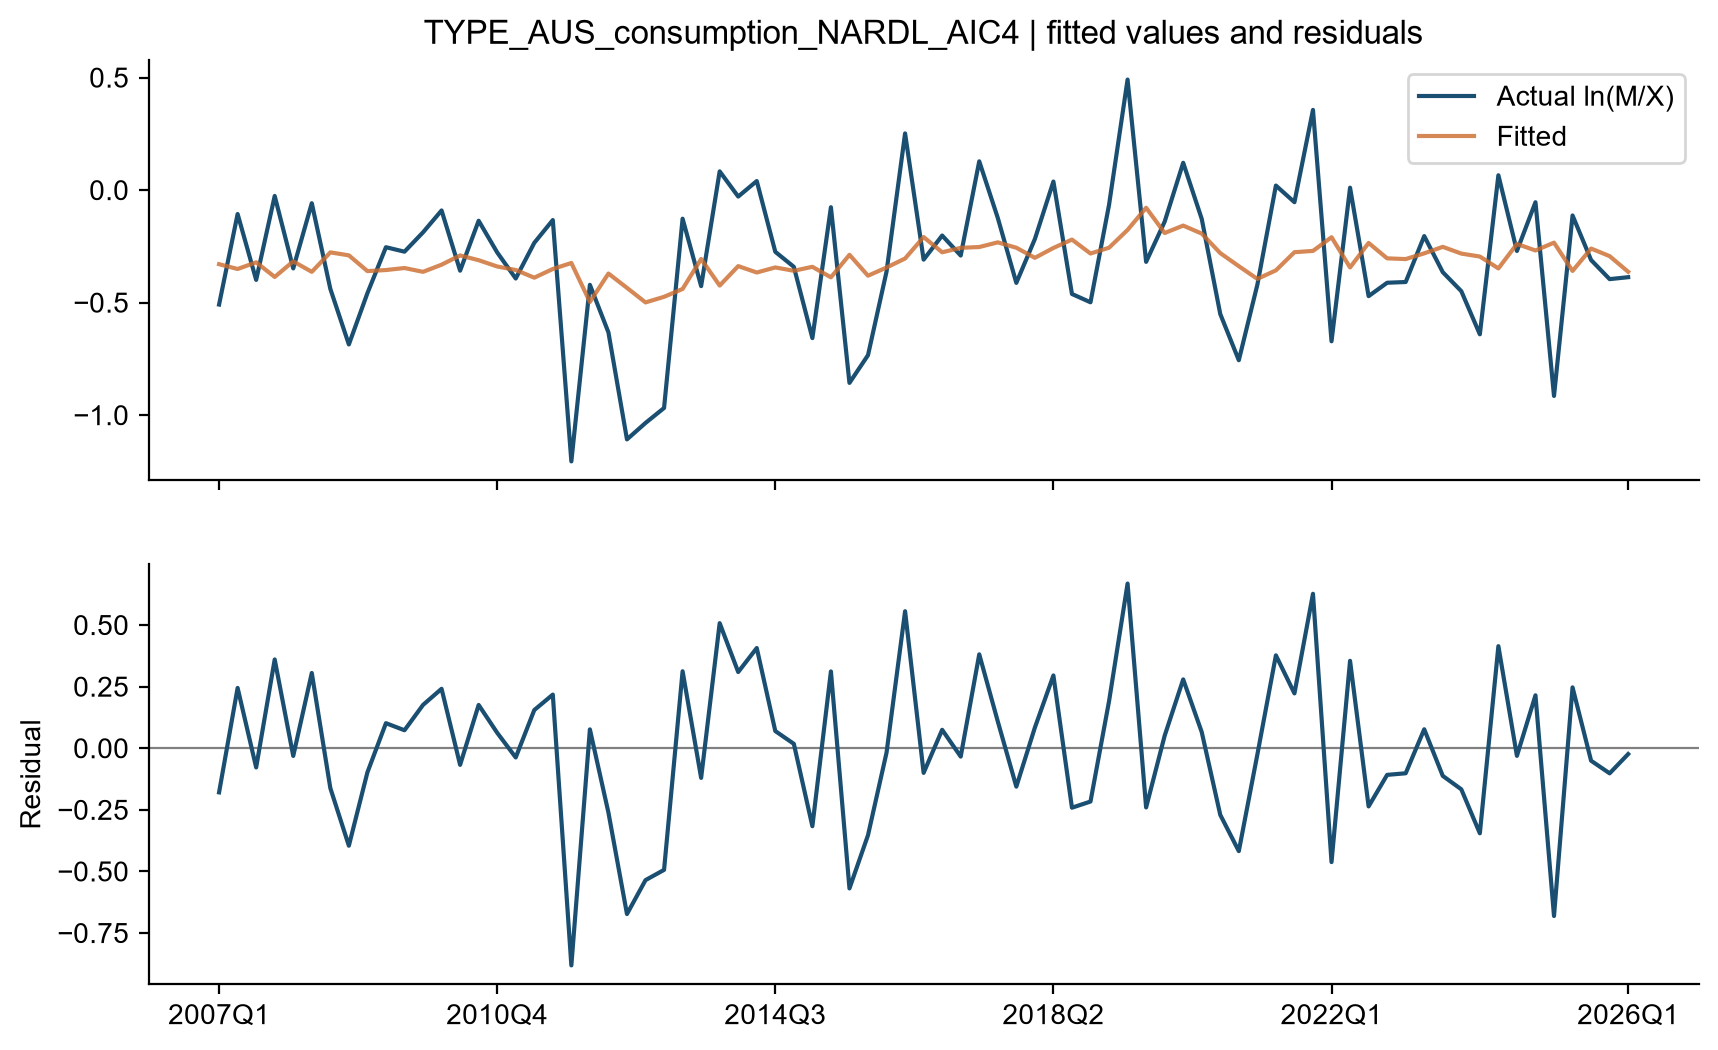 TYPE_AUS_consumption_NARDL_AIC4 | fitted values and residuals
0.5
0.0
−0.5
−1.0
Actual ln(M/X)
Fitted
Residual
0.50
0.25
0.00
−0.25
−0.50
−0.75
2007Q1 2010Q4 2014Q3 2018Q2 2022Q1 2026Q1